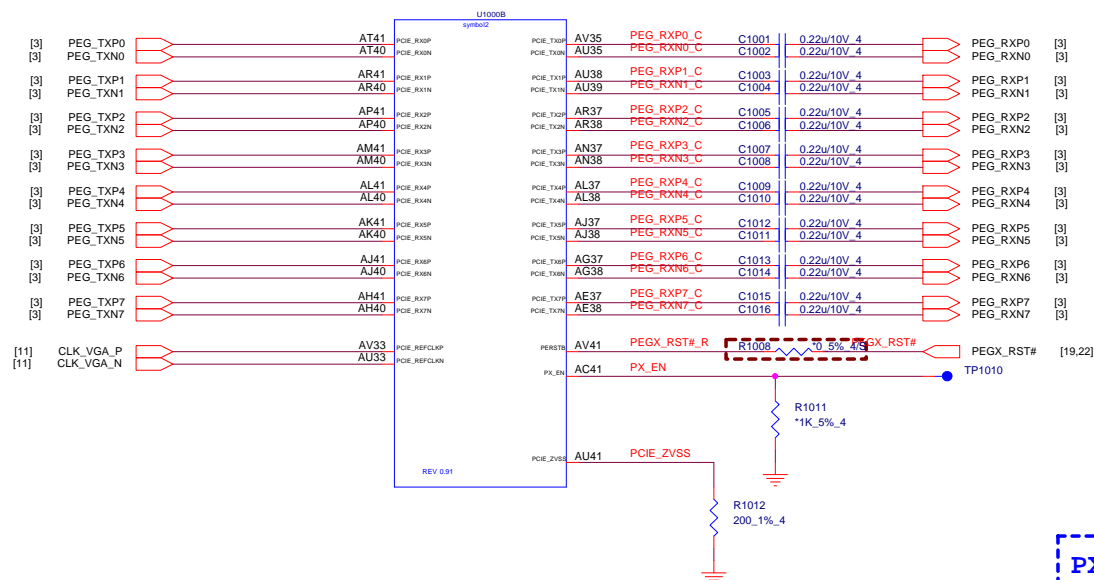 U1000B
symbol2
[3] PEG_TXP0 AT41 PCIE_RX0P PCIE_TX0P AV35 PEG_RXP0_C C1001 0.22u/10V_4 PEG_RXP0 [3]
[3] PEG_TXN0 AT40 PCIE_RX0N PCIE_TX0N AU35 PEG_RXN0_C C1002 0.22u/10V_4 PEG_RXN0 [3]
[3] PEG_TXP1 AR41 PCIE_RX1P PCIE_TX1P AU38 PEG_RXP1_C C1003 0.22u/10V_4 PEG_RXP1 [3]
[3] PEG_TXN1 AR40 PCIE_RX1N PCIE_TX1N AU39 PEG_RXN1_C C1004 0.22u/10V_4 PEG_RXN1 [3]
[3] PEG_TXP2 AP41 PCIE_RX2P PCIE_TX2P AR37 PEG_RXP2_C C1005 0.22u/10V_4 PEG_RXP2 [3]
[3] PEG_TXN2 AP40 PCIE_RX2N PCIE_TX2N AR38 PEG_RXN2_C C1006 0.22u/10V_4 PEG_RXN2 [3]
[3] PEG_TXP3 AM41 PCIE_RX3P PCIE_TX3P AN37 PEG_RXP3_C C1007 0.22u/10V_4 PEG_RXP3 [3]
[3] PEG_TXN3 AM40 PCIE_RX3N PCIE_TX3N AN38 PEG_RXN3_C C1008 0.22u/10V_4 PEG_RXN3 [3]
[3] PEG_TXP4 AL41 PCIE_RX4P PCIE_TX4P AL37 PEG_RXP4_C C1009 0.22u/10V_4 PEG_RXP4 [3]
[3] PEG_TXN4 AL40 PCIE_RX4N PCIE_TX4N AL38 PEG_RXN4_C C1010 0.22u/10V_4 PEG_RXN4 [3]
[3] PEG_TXP5 AK41 PCIE_RX5P PCIE_TX5P AJ37 PEG_RXP5_C C1012 0.22u/10V_4 PEG_RXP5 [3]
[3] PEG_TXN5 AK40 PCIE_RX5N PCIE_TX5N AJ38 PEG_RXN5_C C1011 0.22u/10V_4 PEG_RXN5 [3]
[3] PEG_TXP6 AJ41 PCIE_RX6P PCIE_TX6P AG37 PEG_RXP6_C C1013 0.22u/10V_4 PEG_RXP6 [3]
[3] PEG_TXN6 AJ40 PCIE_RX6N PCIE_TX6N AG38 PEG_RXN6_C C1014 0.22u/10V_4 PEG_RXN6 [3]
[3] PEG_TXP7 AH41 PCIE_RX7P PCIE_TX7P AE37 PEG_RXP7_C C1015 0.22u/10V_4 PEG_RXP7 [3]
[3] PEG_TXN7 AH40 PCIE_RX7N PCIE_TX7N AE38 PEG_RXN7_C C1016 0.22u/10V_4 PEG_RXN7 [3]
[11] CLK_VGA_P AV33 PCIE_REFCLKP PERSTB AV41 PEGX_RST#_R R1008 *0_5%_4/S PEGX_RST# [19,22]
[11] CLK_VGA_N AU33 PCIE_REFCLKN
PX_EN AC41 PX_EN TP1010
R1011
*1K_5%_4
PCIE_ZVSS AU41 PCIE_ZVSS
REV 0.91
R1012
200_1%_4